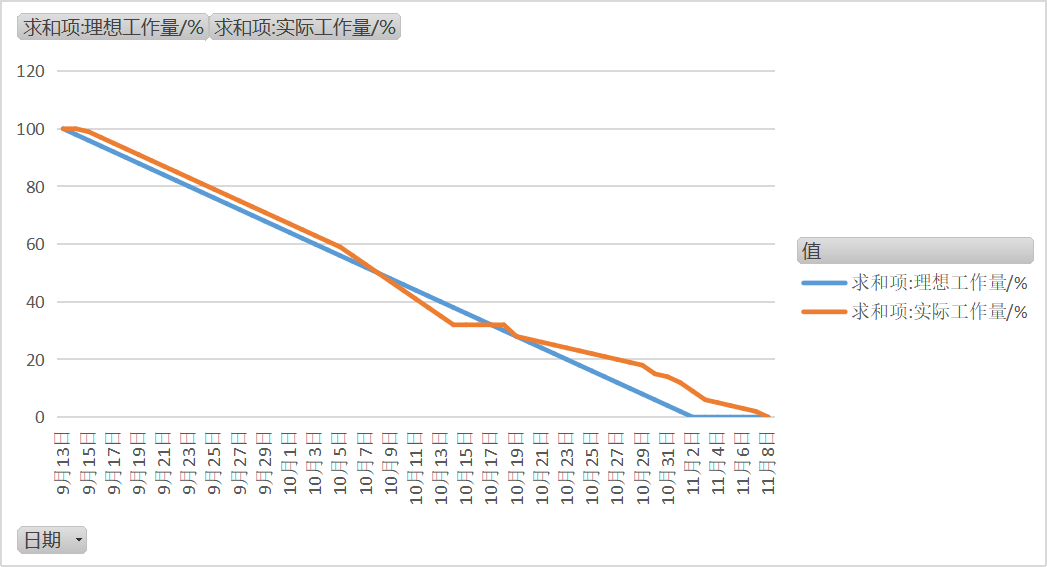 求和项:理想工作量/% 求和项:实际工作量/%
120
100
80
60
40
20
0
9月13日
9月15日
9月17日
9月19日
9月21日
9月23日
9月25日
9月27日
9月29日
10月1日
10月3日
10月5日
10月7日
10月9日
10月11日
10月13日
10月15日
10月17日
10月19日
10月21日
10月23日
10月25日
10月27日
10月29日
10月31日
11月2日
11月4日
11月6日
11月8日
值
求和项:理想工作量/%
求和项:实际工作量/%
日期